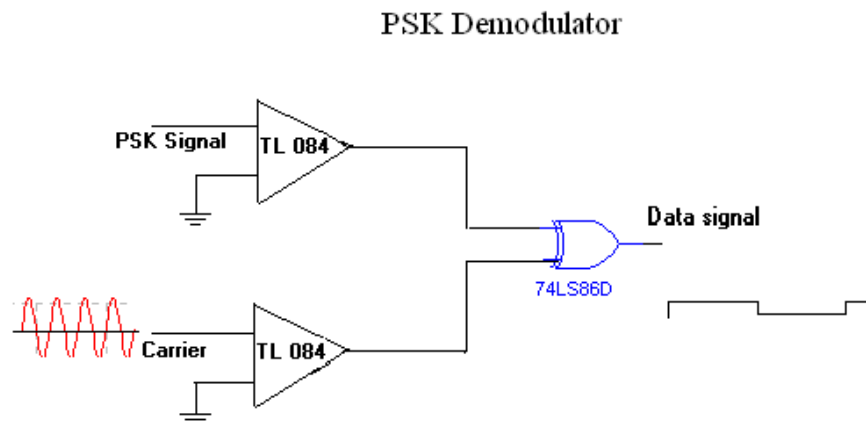 PSK Demodulator
PSK Signal
TL 084
Data signal
74LS86D
Carrier
TL 084